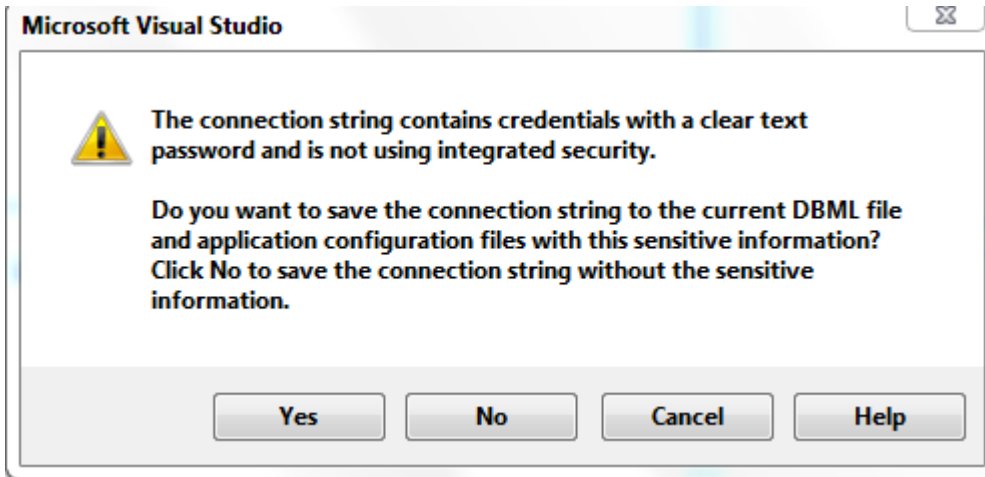 Microsoft Visual Studio
The connection string contains credentials with a clear text
password and is not using integrated security.
Do you want to save the connection string to the current DBML file
and application configuration files with this sensitive information?
Click No to save the connection string without the sensitive
information.
Yes No Cancel Help